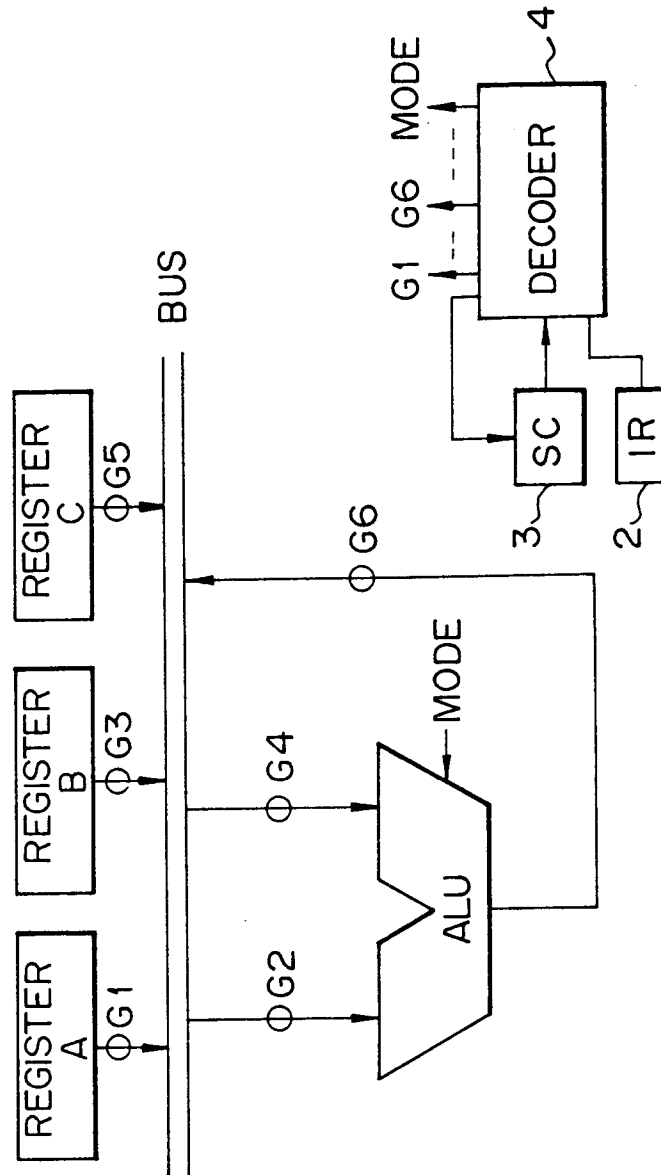 REGISTER
A
REGISTER
B
REGISTER
C
G1
G3
G5
BUS
G2
G4
G6
MODE
ALU
G1
G6
MODE
SC
3
DECODER
4
IR
2